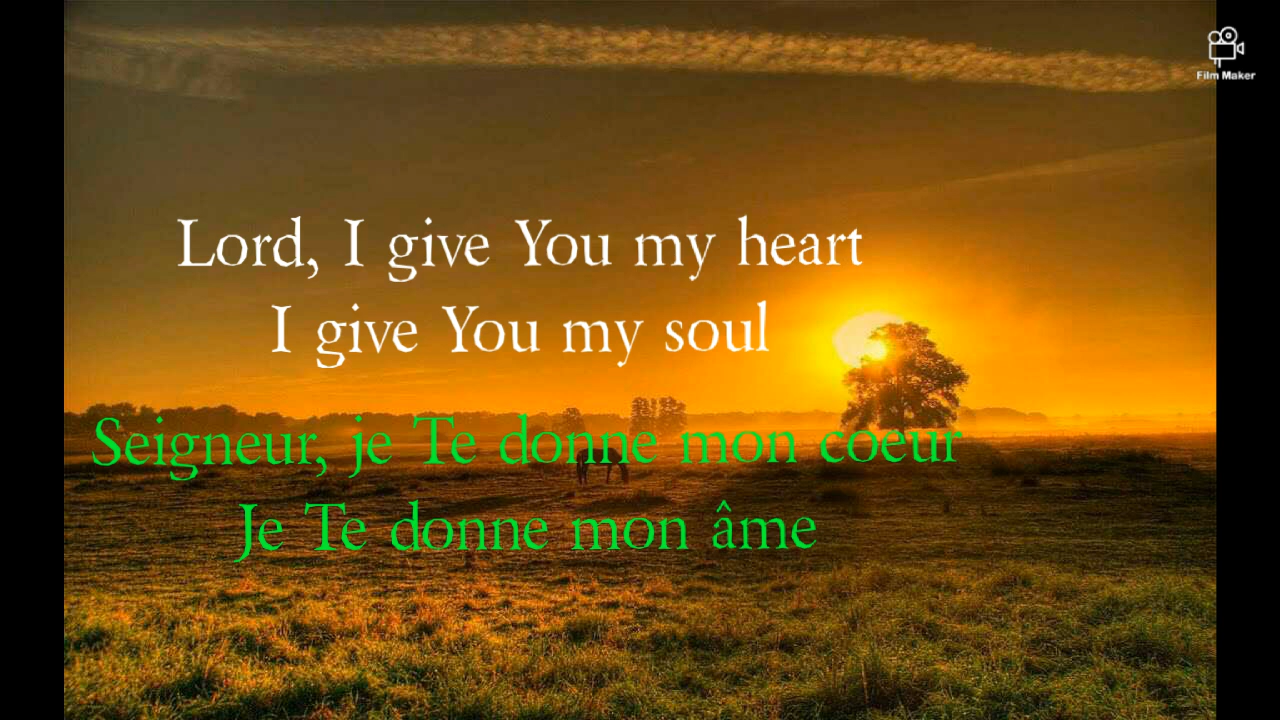 Film Maker
Lord, I give You my heart
I give You my soul
Seigneur, je Te donne mon coeur
Je Te donne mon âme